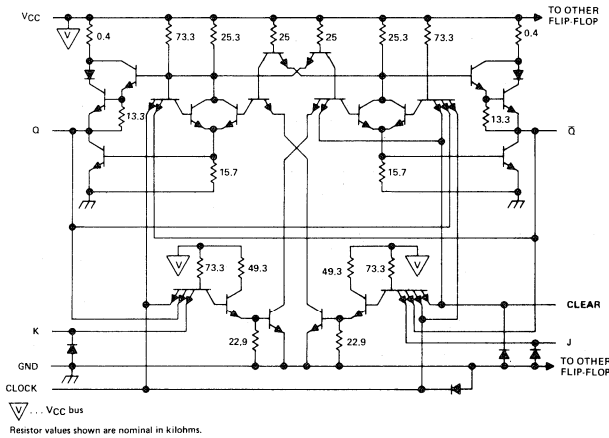 VCC
TO OTHER
FLIP-FLOP
0.4
73.3
25.3
25
25
25.3
73.3
0.4
13.3
13.3
Q
Q̅
15.7
15.7
V
V
73.3
49.3
49.3
73.3
CLEAR
K
J
22.9
22.9
GND
TO OTHER
FLIP-FLOP
CLOCK
V ... VCC bus
Resistor values shown are nominal in kilohms.
V